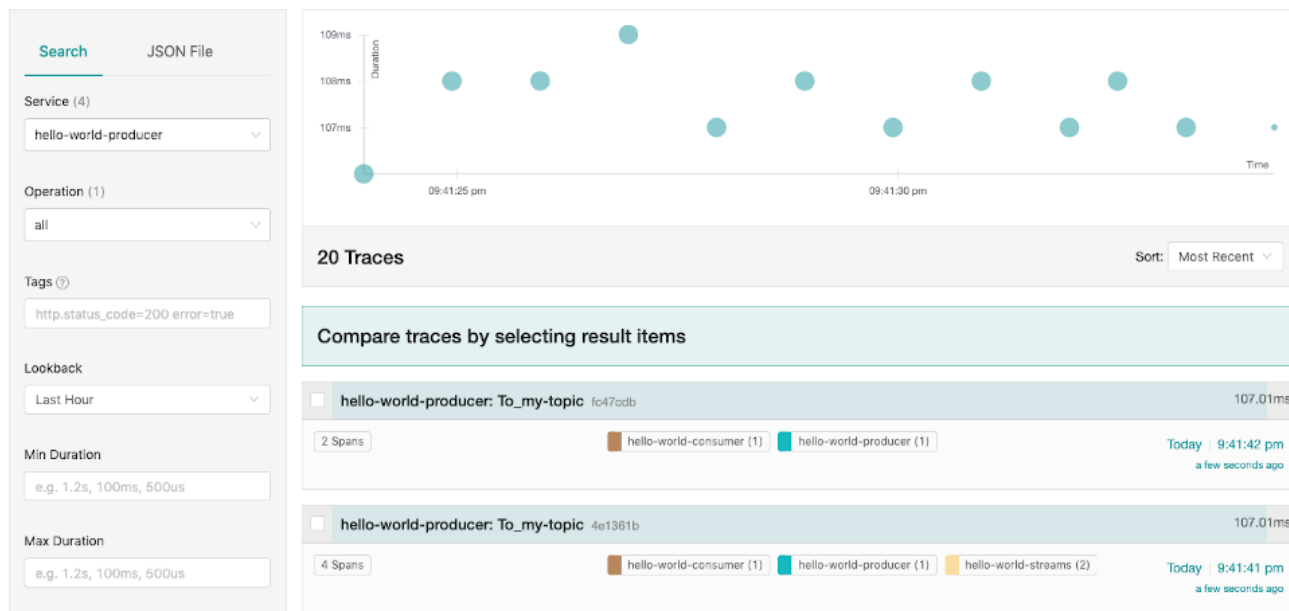 Search JSON File
Service (4)
hello-world-producer
Operation (1)
all
Tags ?
http.status_code=200 error=true
Lookback
Last Hour
Min Duration
e.g. 1.2s, 100ms, 500us
Max Duration
e.g. 1.2s, 100ms, 500us
109ms
Duration
108ms
107ms
Time
09:41:25 pm 09:41:30 pm
20 Traces Sort: Most Recent
Compare traces by selecting result items
hello-world-producer: To_my-topic fc47cdb 107.01ms
2 Spans hello-world-consumer (1) hello-world-producer (1) Today 9:41:42 pm
a few seconds ago
hello-world-producer: To_my-topic 4e1361b 107.01ms
4 Spans hello-world-consumer (1) hello-world-producer (1) hello-world-streams (2) Today 9:41:41 pm
a few seconds ago